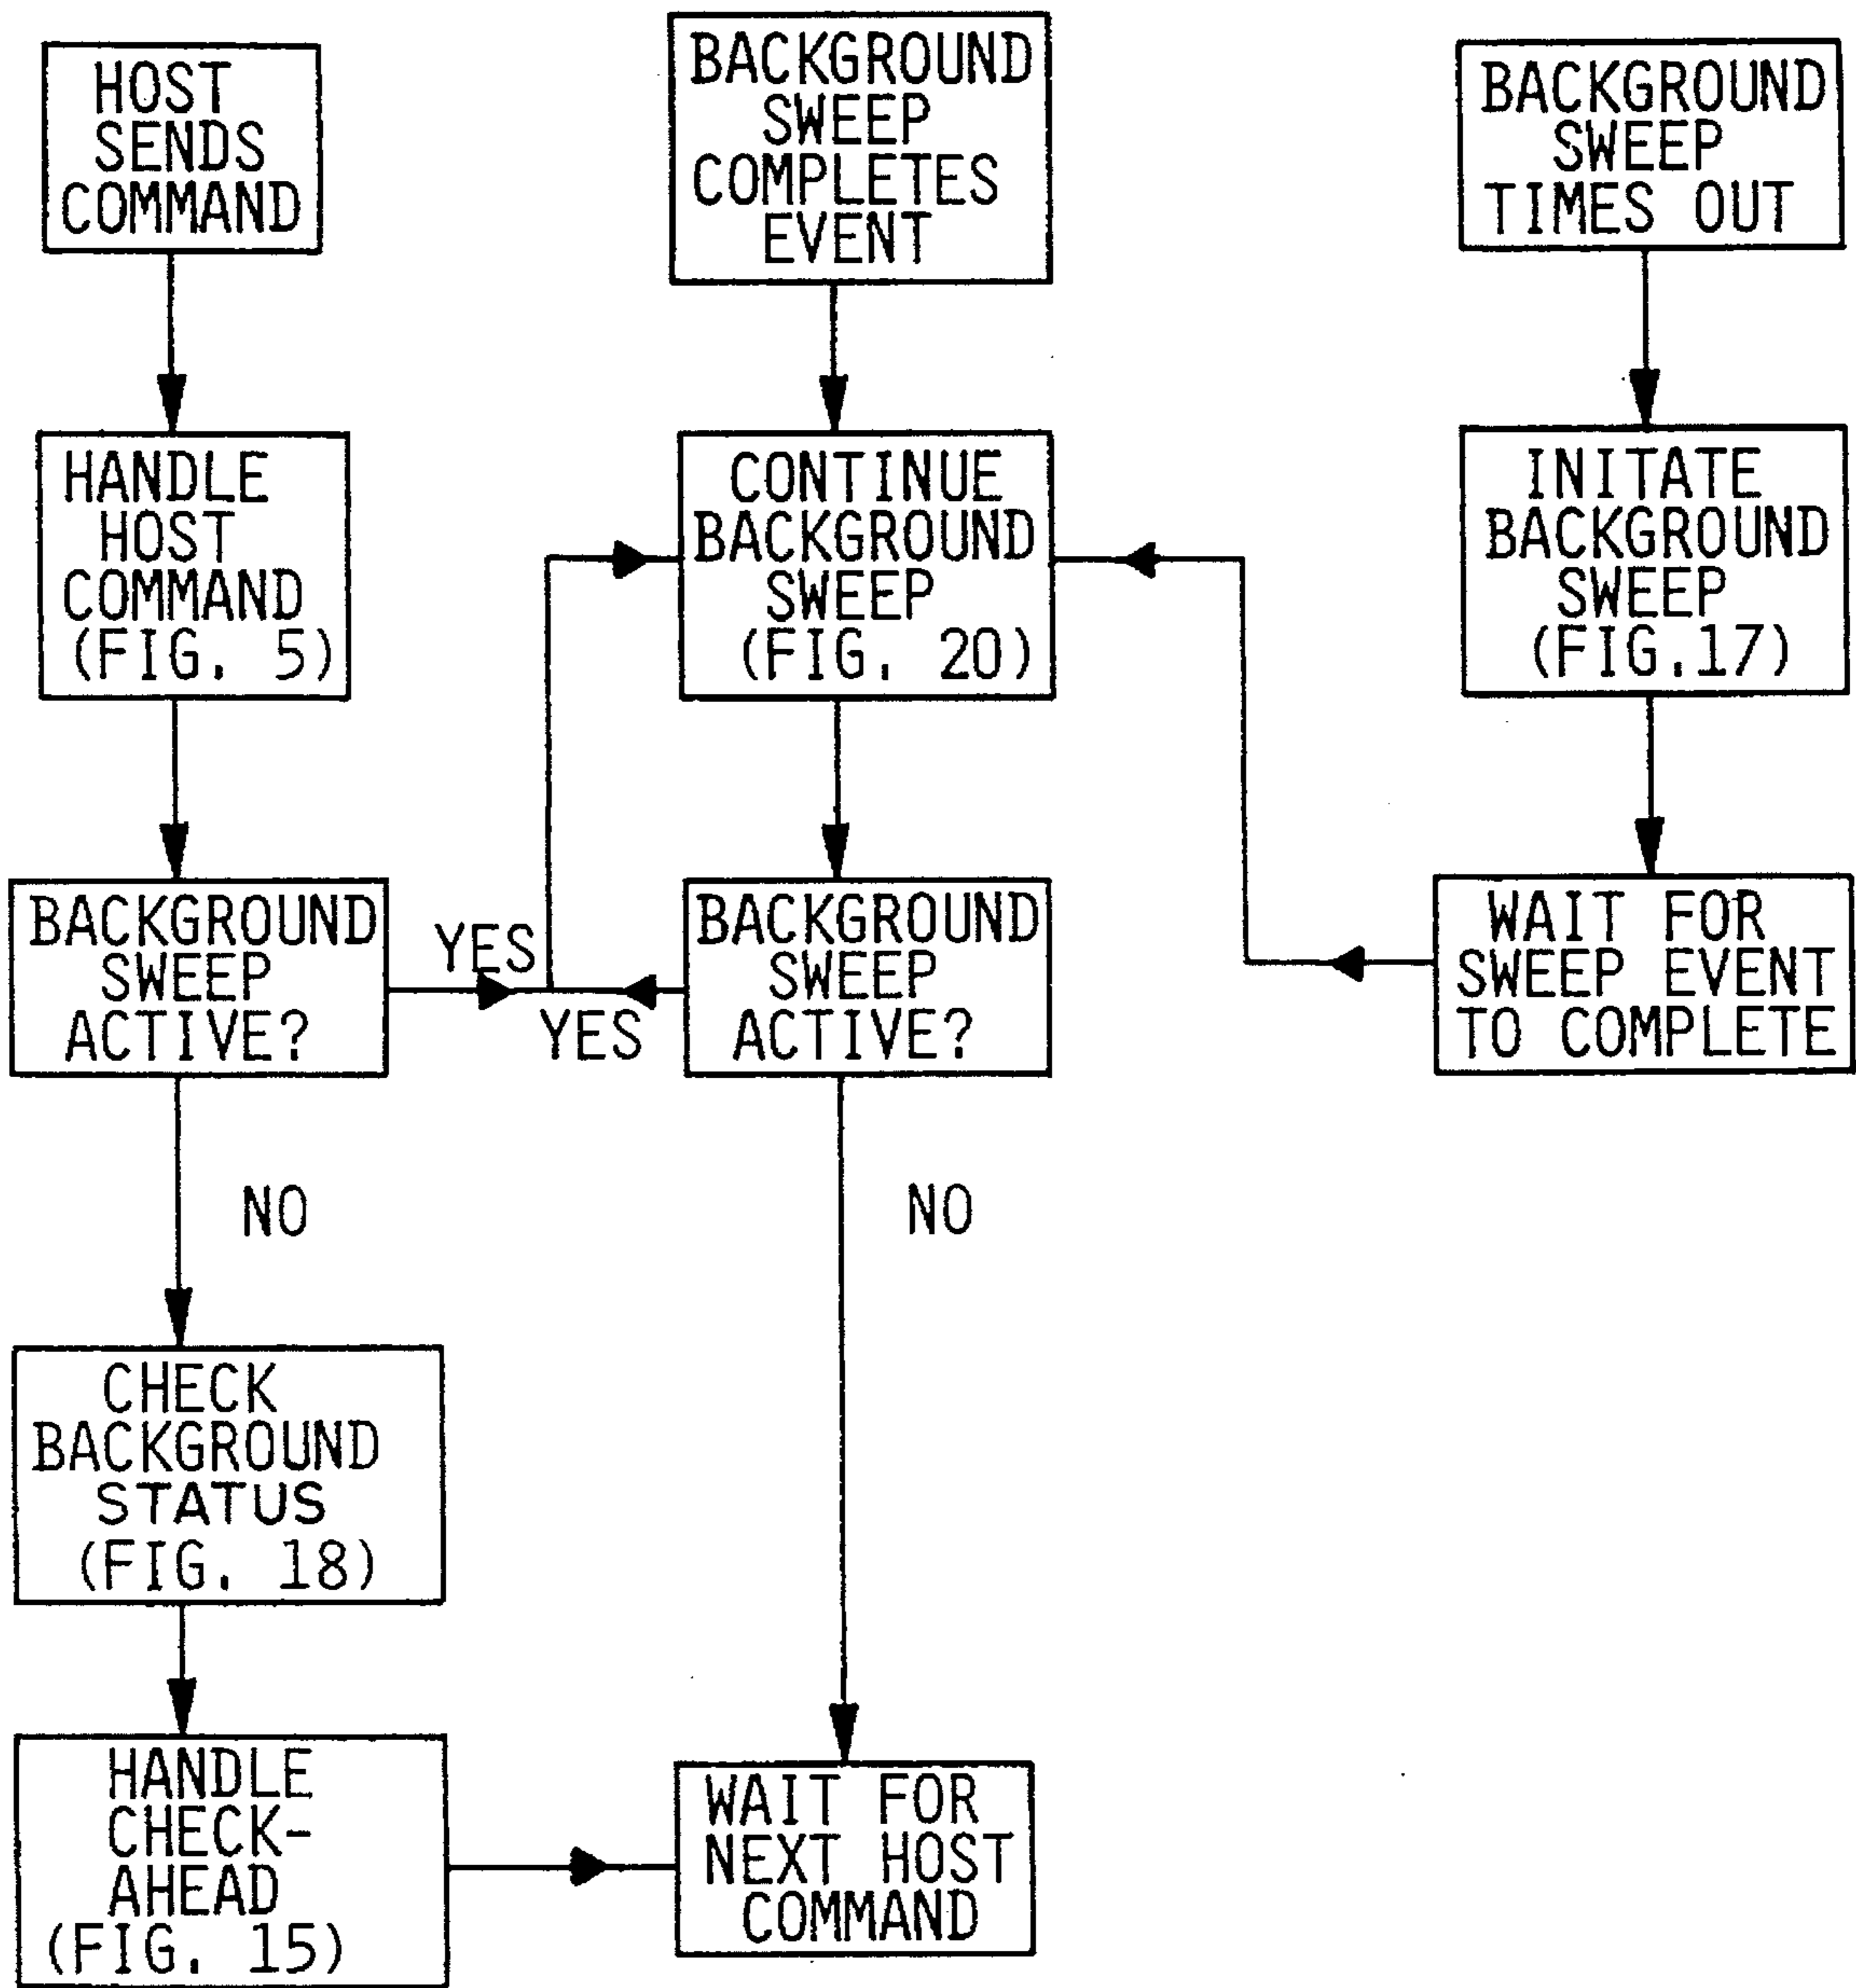 HOST
SENDS
COMMAND
BACKGROUND
SWEEP
COMPLETES
EVENT
BACKGROUND
SWEEP
TIMES OUT
HANDLE
HOST
COMMAND
(FIG. 5)
CONTINUE
BACKGROUND
SWEEP
(FIG. 20)
INITATE
BACKGROUND
SWEEP
(FIG.17)
BACKGROUND
SWEEP
ACTIVE?
YES
YES
BACKGROUND
SWEEP
ACTIVE?
WAIT FOR
SWEEP EVENT
TO COMPLETE
NO
NO
CHECK
BACKGROUND
STATUS
(FIG. 18)
HANDLE
CHECK-
AHEAD
(FIG. 15)
WAIT FOR
NEXT HOST
COMMAND